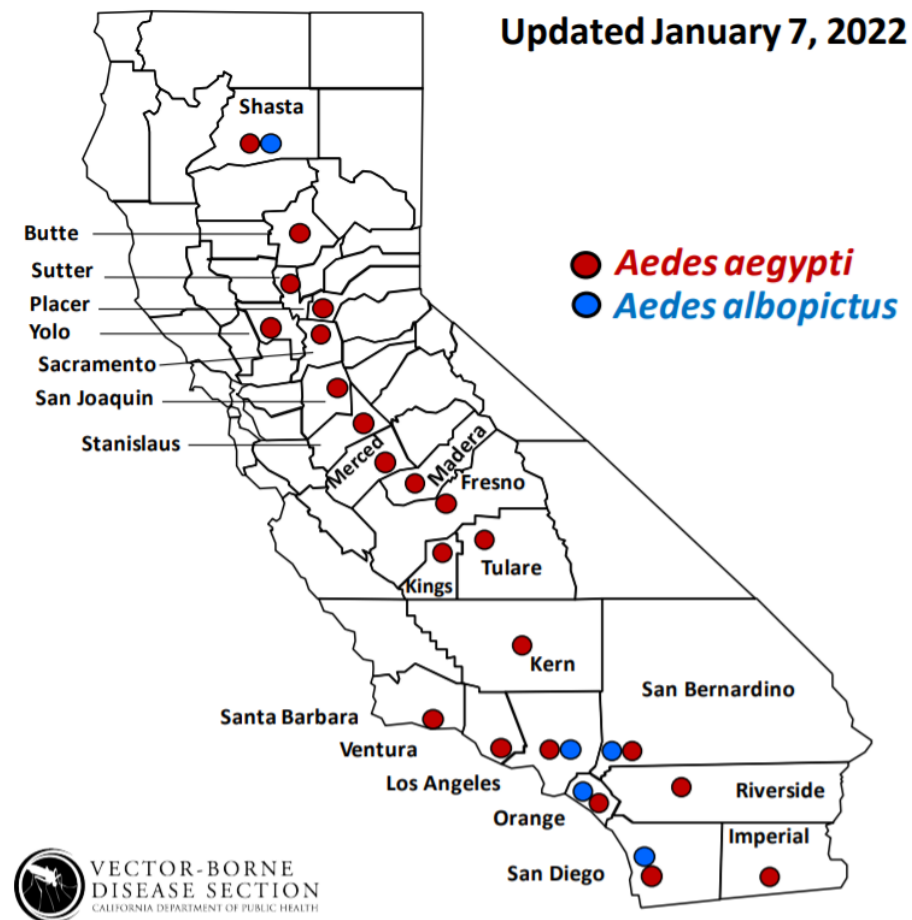 Updated January 7, 2022
Shasta
Butte
Sutter
Placer
Yolo
Sacramento
San Joaquin
Stanislaus
Aedes aegypti
Aedes albopictus
Merced
Madera
Fresno
Kings
Tulare
Kern
San Bernardino
Santa Barbara
Ventura
Los Angeles
Orange
Riverside
Imperial
San Diego
VECTOR-BORNE
DISEASE SECTION
CALIFORNIA DEPARTMENT OF PUBLIC HEALTH